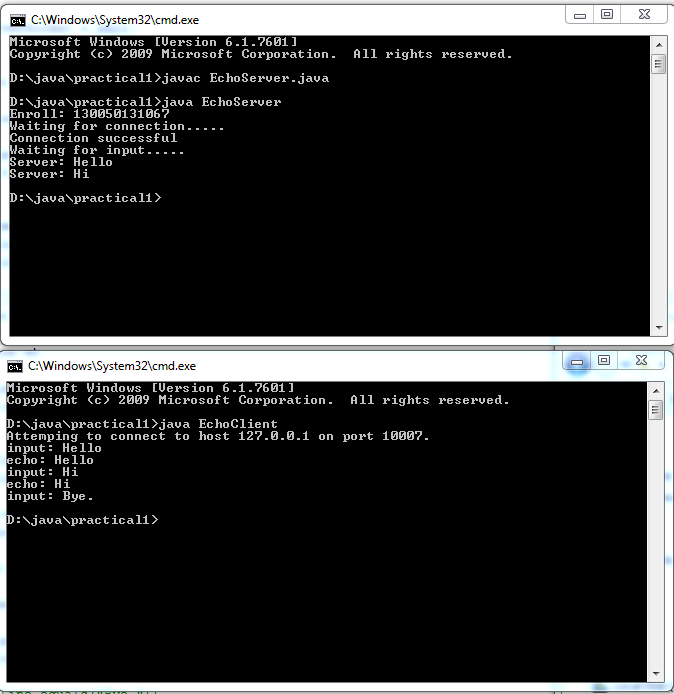 C:\Windows\System32\cmd.exe
Microsoft Windows [Version 6.1.7601]
Copyright (c) 2009 Microsoft Corporation.  All rights reserved.
D:\java\practical1>javac EchoServer.java
D:\java\practical1>java EchoServer
Enroll: 130050131067
Waiting for connection.....
Connection successful
Waiting for input.....
Server: Hello
Server: Hi
D:\java\practical1>
C:\Windows\System32\cmd.exe
Microsoft Windows [Version 6.1.7601]
Copyright (c) 2009 Microsoft Corporation.  All rights reserved.
D:\java\practical1>java EchoClient
Attemping to connect to host 127.0.0.1 on port 10007.
input: Hello
echo: Hello
input: Hi
echo: Hi
input: Bye.
D:\java\practical1>